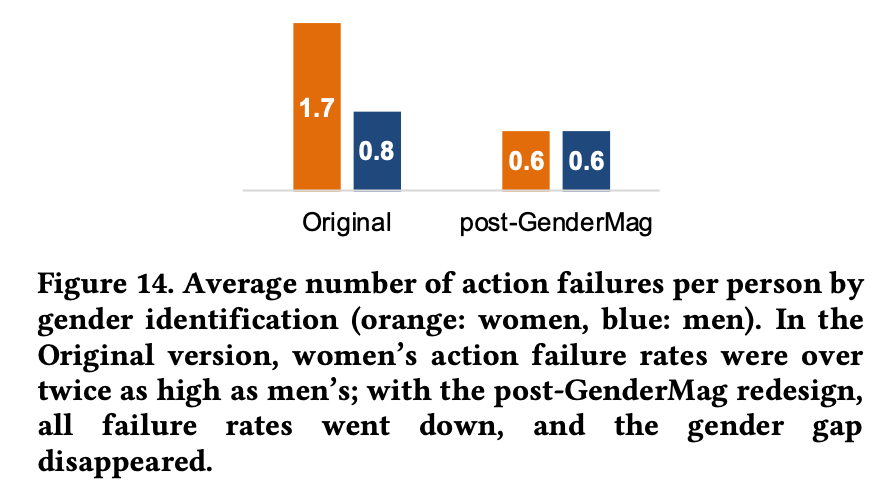 1.7
0.8
0.6
0.6
Original
post-GenderMag
Figure 14. Average number of action failures per person by
gender identification (orange: women, blue: men). In the
Original version, women’s action failure rates were over
twice as high as men’s; with the post-GenderMag redesign,
all failure rates went down, and the gender gap
disappeared.